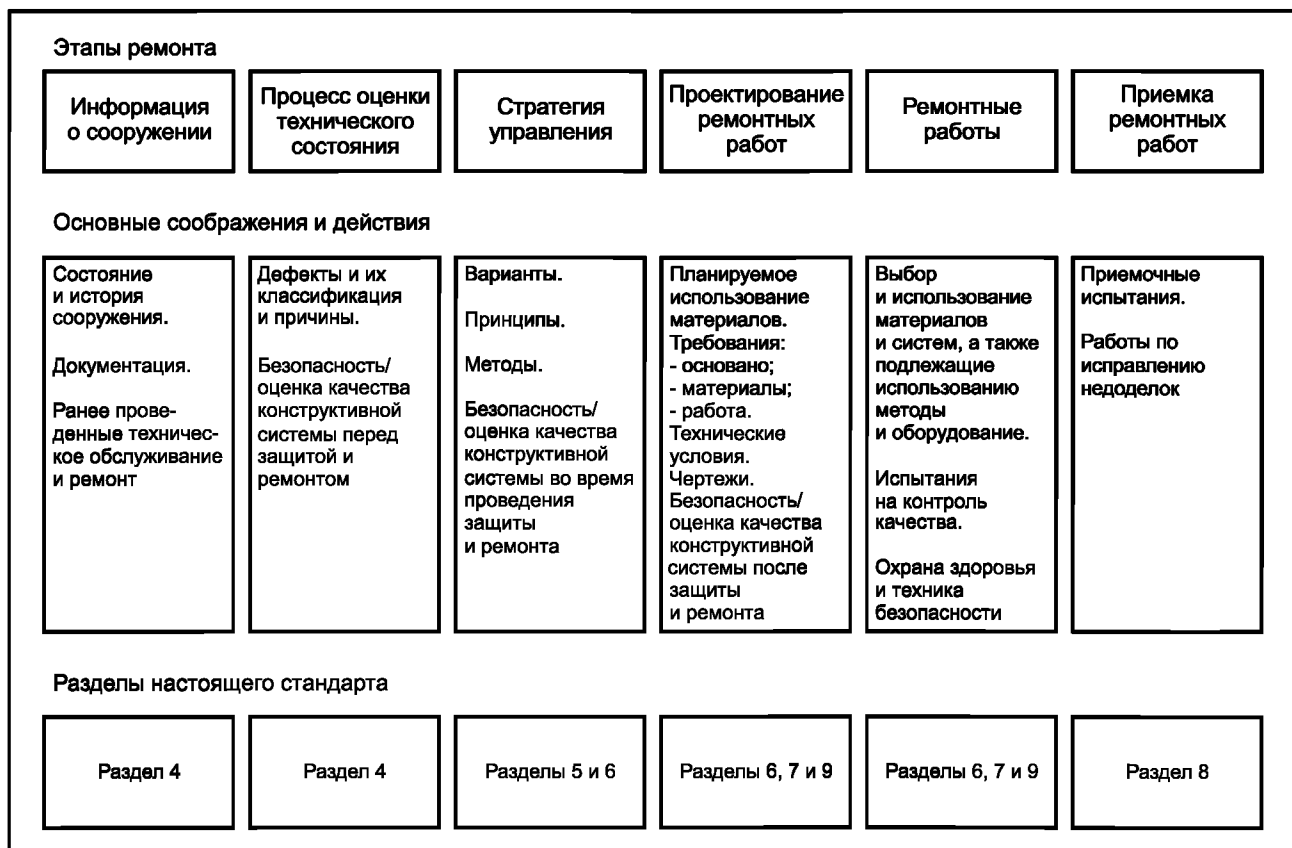 Этапы ремонта
Информация
о сооружении
Процесс оценки
технического
состояния
Стратегия
управления
Проектирование
ремонтных
работ
Ремонтные
работы
Приемка
ремонтных
работ
Основные соображения и действия
Состояние
и история
сооружения.
Документация.
Ранее прове-
денные техничес-
кое обслуживание
и ремонт
Дефекты и их
классификация
и причины.
Безопасность/
оценка качества
конструктивной
системы перед
защитой и
ремонтом
Варианты.
Принципы.
Методы.
Безопасность/
оценка качества
конструктивной
системы во время
проведения
защиты
и ремонта
Планируемое
использование
материалов.
Требования:
- основано;
- материалы;
- работа.
Технические
условия.
Чертежи.
Безопасность/
оценка качества
конструктивной
системы после
защиты
и ремонта
Выбор
и использование
материалов
и систем, а также
подлежащие
использованию
методы
и оборудование.
Испытания
на контроль
качества.
Охрана здоровья
и техника
безопасности
Приемочные
испытания.
Работы по
исправлению
недоделок
Разделы настоящего стандарта
Раздел 4
Раздел 4
Разделы 5 и 6
Разделы 6, 7 и 9
Разделы 6, 7 и 9
Раздел 8